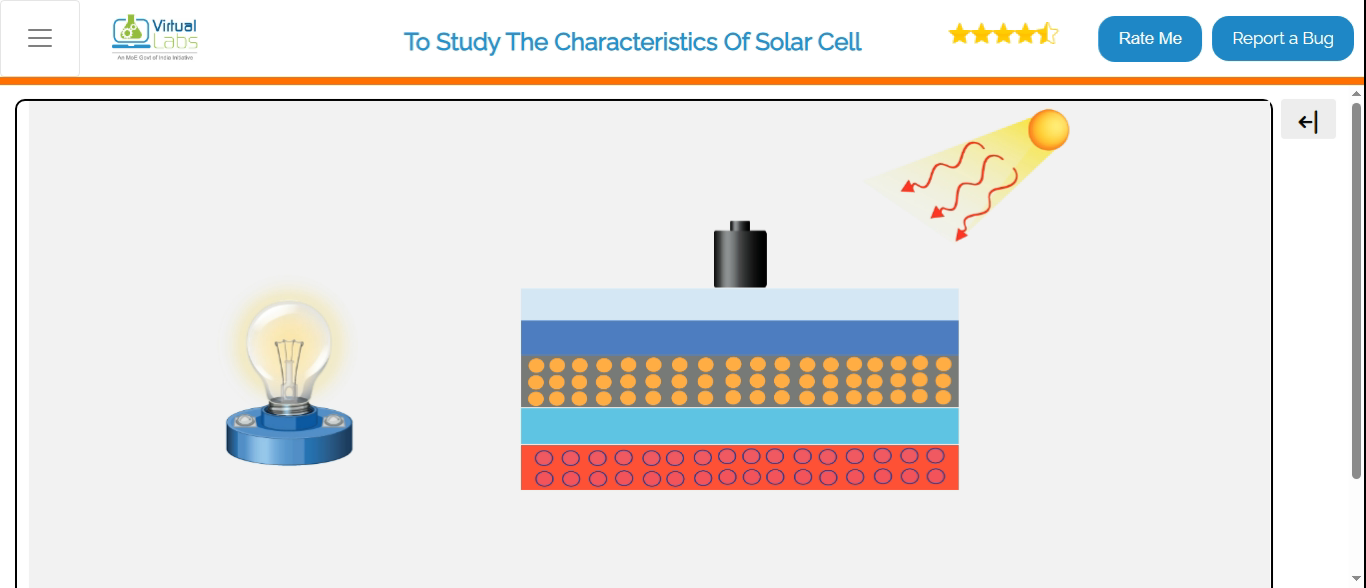 Virtual
Labs
An MoE Govt of India Initiative
To Study The Characteristics Of Solar Cell
Rate Me
Report a Bug